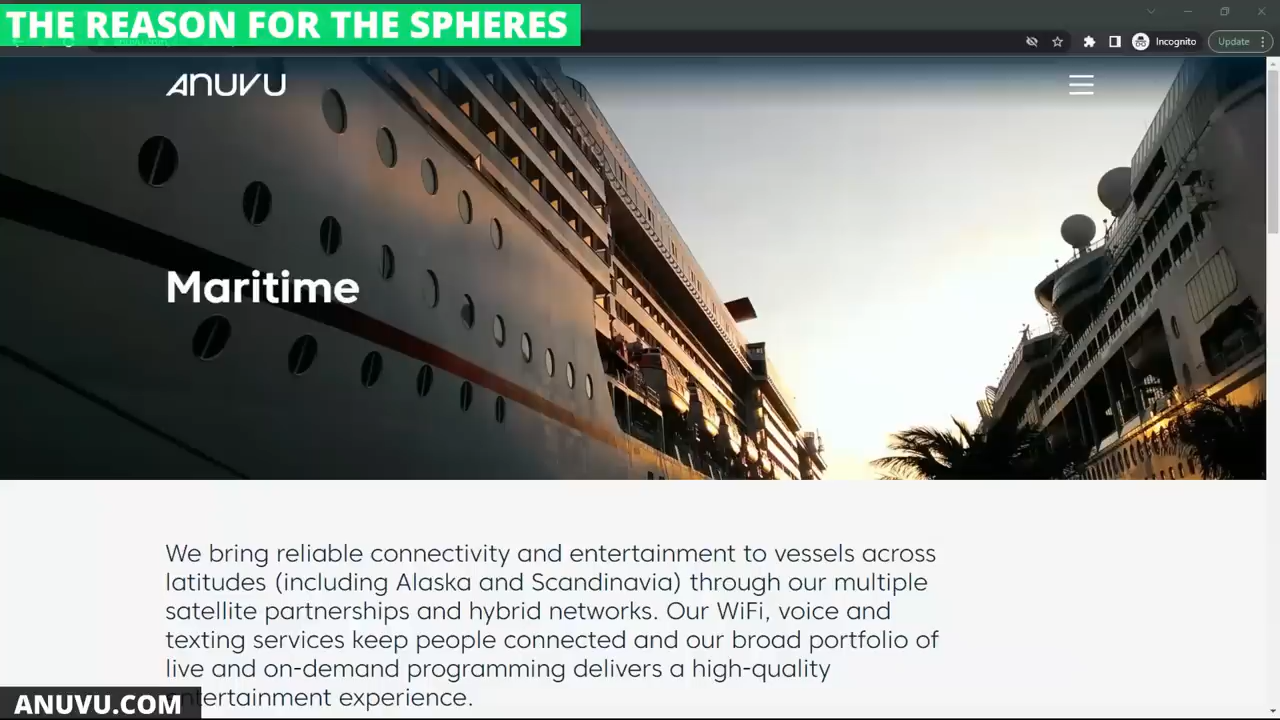 THE REASON FOR THE SPHERES
Incognito
Update
ANUVU
Maritime
We bring reliable connectivity and entertainment to vessels across
latitudes (including Alaska and Scandinavia) through our multiple
satellite partnerships and hybrid networks. Our WiFi, voice and
texting services keep people connected and our broad portfolio of
live and on-demand programming delivers a high-quality
entertainment experience.
ANUVU.COM